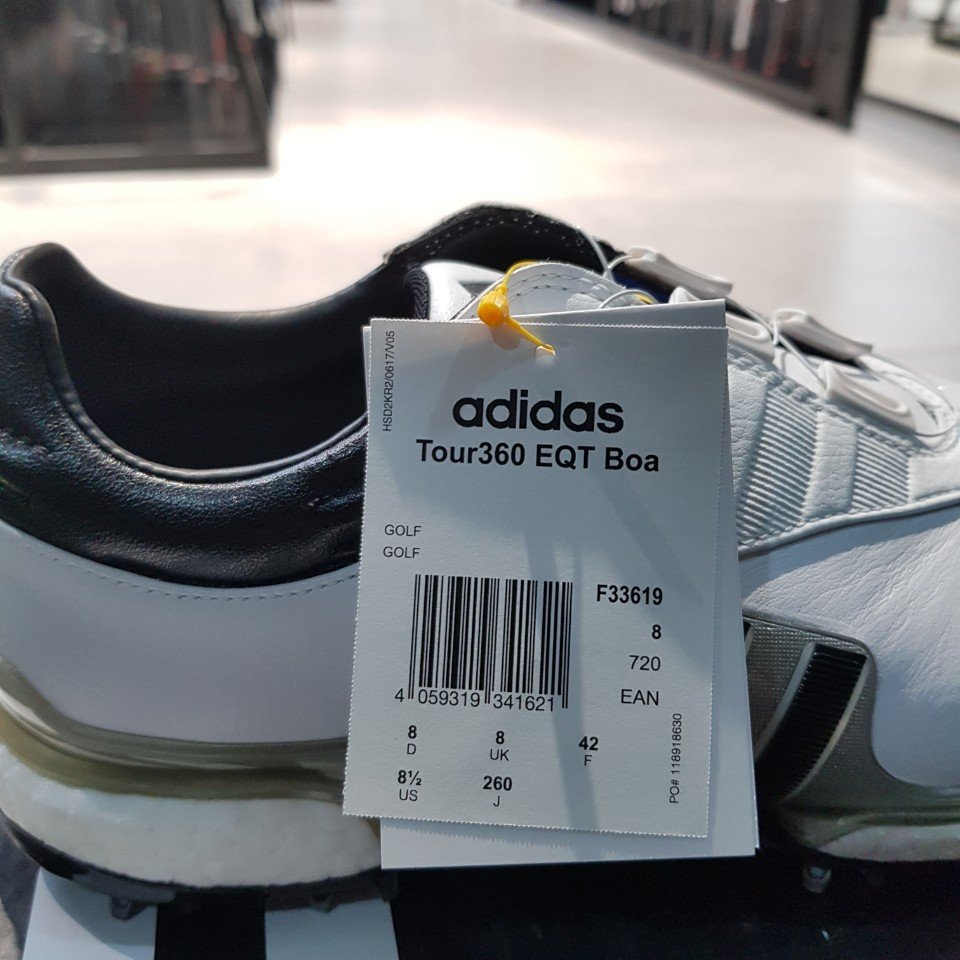 HSD2KR2/0617/V05
adidas
Tour360 EQT Boa
GOLF
GOLF
F33619
8
720
EAN
4 059319 341621
8 8 42
D UK F
8½ 260
US J
PO# 118918630